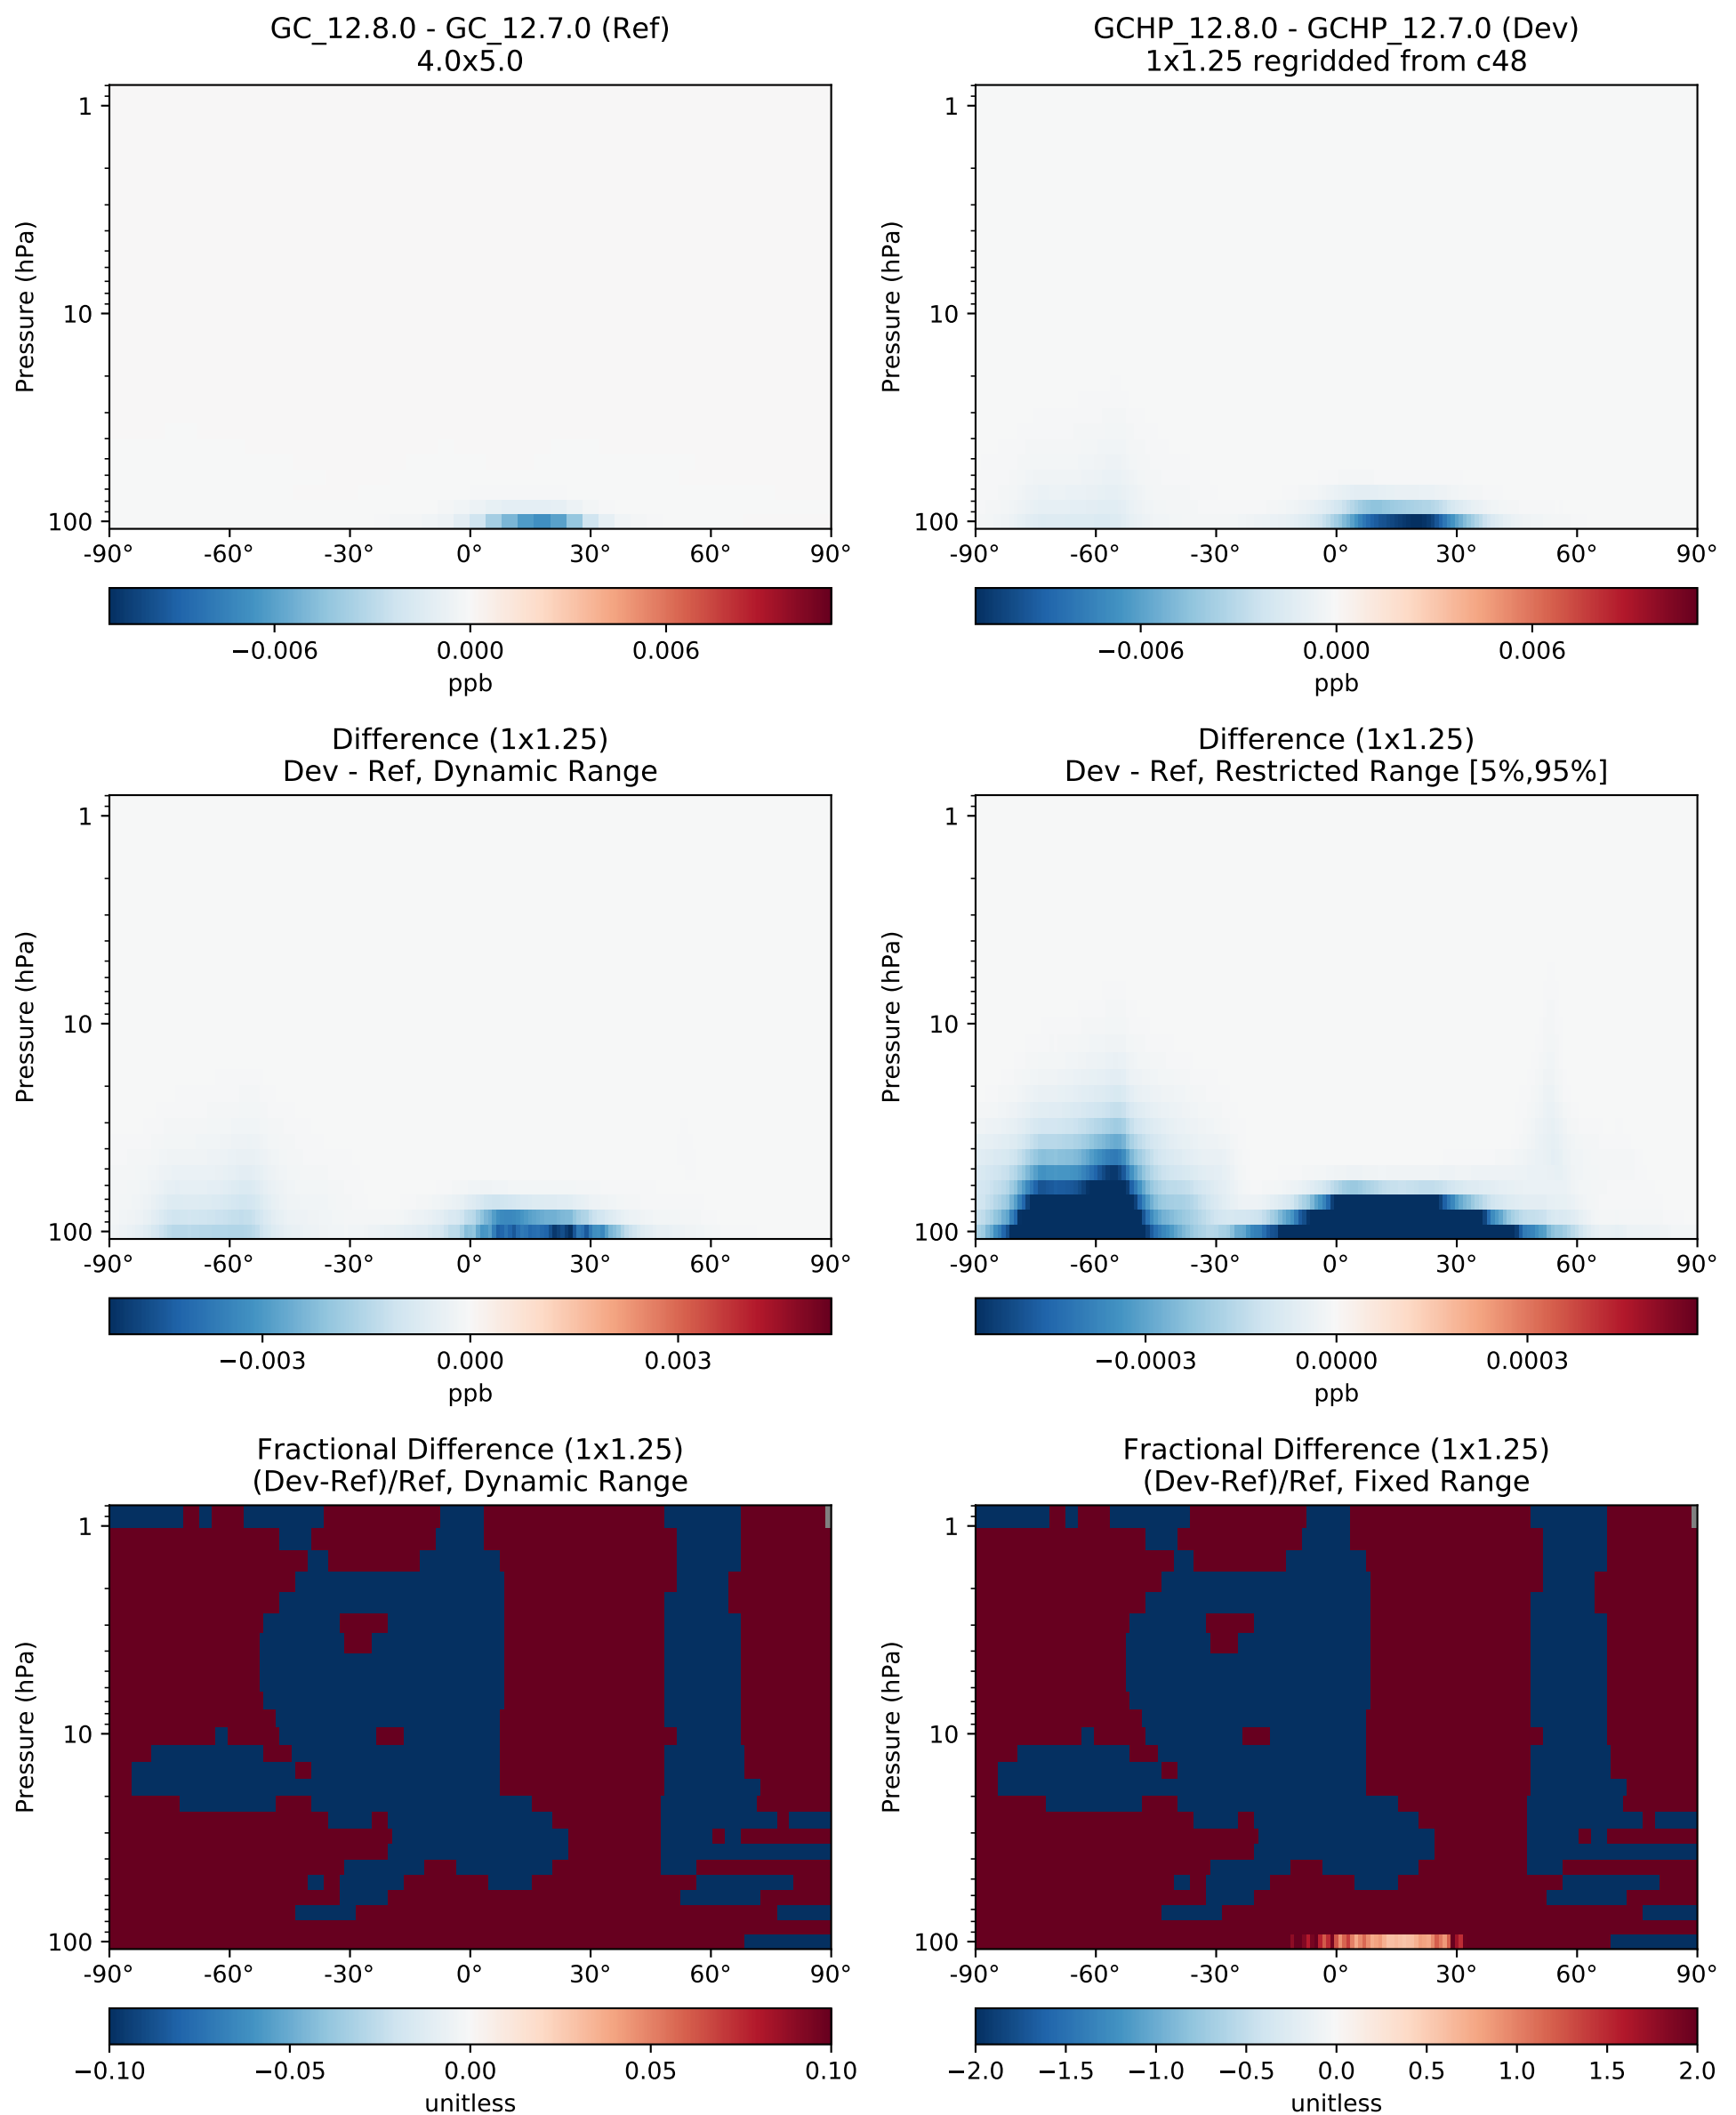 GC_12.8.0 - GC_12.7.0 (Ref)
4.0x5.0
Pressure (hPa)
1
10
100
-90° -60° -30° 0° 30° 60° 90°
−0.006 0.000 0.006
ppb
GCHP_12.8.0 - GCHP_12.7.0 (Dev)
1x1.25 regridded from c48
Pressure (hPa)
1
10
100
-90° -60° -30° 0° 30° 60° 90°
−0.006 0.000 0.006
ppb
Difference (1x1.25)
Dev - Ref, Dynamic Range
Pressure (hPa)
1
10
100
-90° -60° -30° 0° 30° 60° 90°
−0.003 0.000 0.003
ppb
Difference (1x1.25)
Dev - Ref, Restricted Range [5%,95%]
Pressure (hPa)
1
10
100
-90° -60° -30° 0° 30° 60° 90°
−0.0003 0.0000 0.0003
ppb
Fractional Difference (1x1.25)
(Dev-Ref)/Ref, Dynamic Range
Pressure (hPa)
1
10
100
-90° -60° -30° 0° 30° 60° 90°
−0.10 −0.05 0.00 0.05 0.10
unitless
Fractional Difference (1x1.25)
(Dev-Ref)/Ref, Fixed Range
Pressure (hPa)
1
10
100
-90° -60° -30° 0° 30° 60° 90°
−2.0 −1.5 −1.0 −0.5 0.0 0.5 1.0 1.5 2.0
unitless